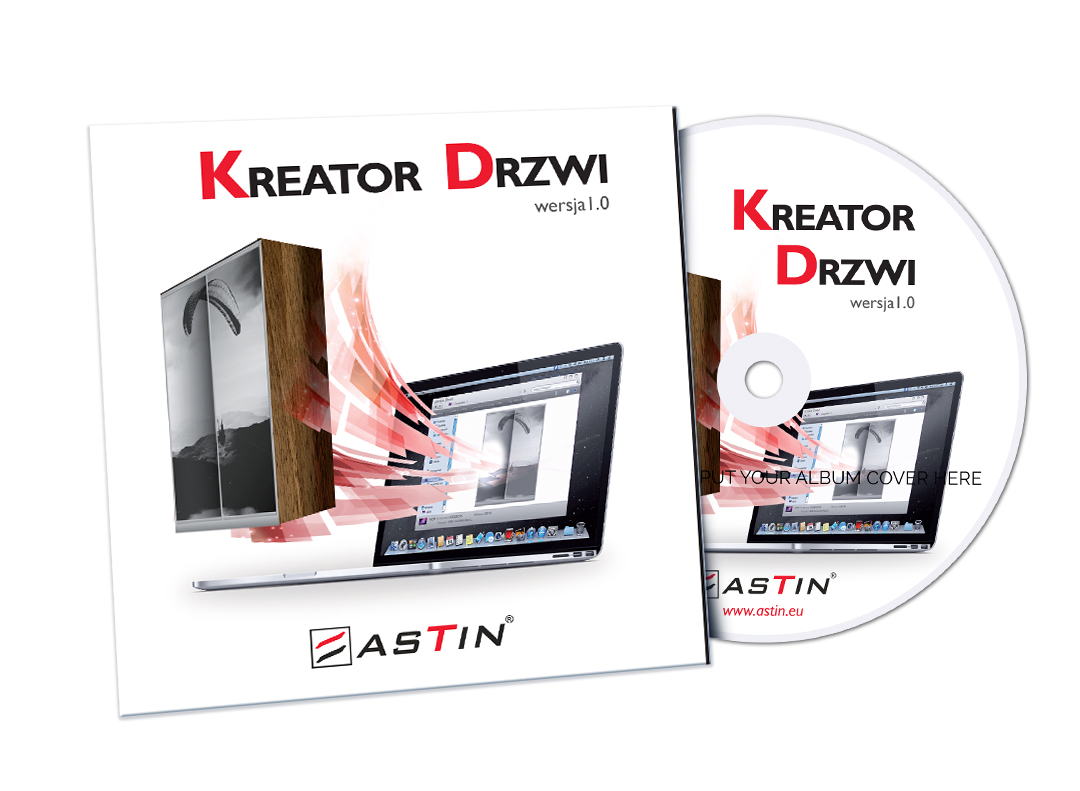 KREATOR DRZWI
wersja1.0
ASTIN®
KREATOR
DRZWI
wersja1.0
PUT YOUR ALBUM COVER HERE
ASTIN®
www.astin.eu